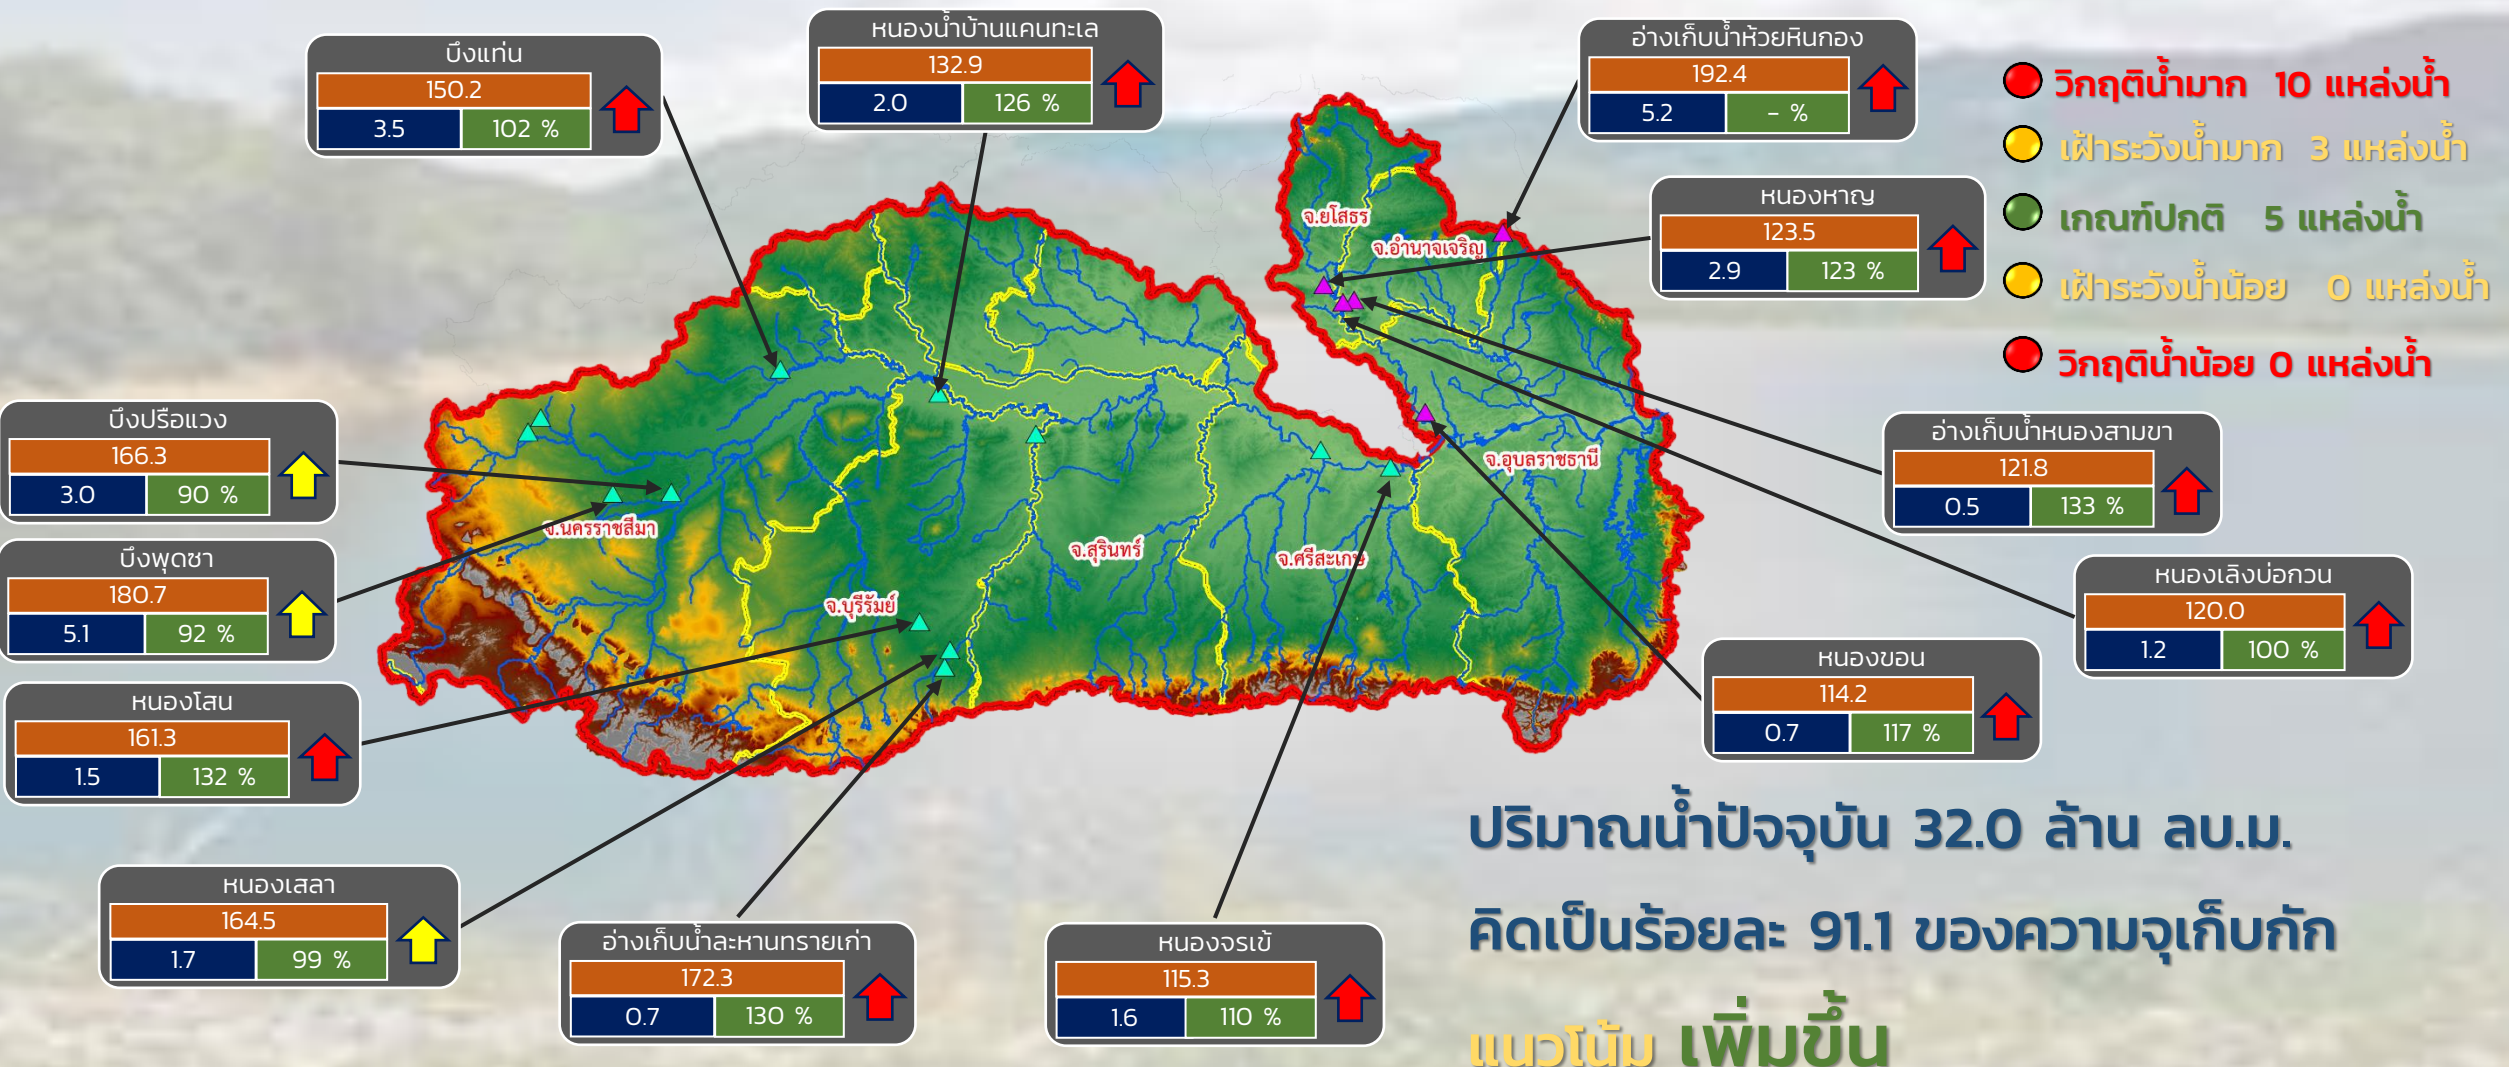 บึงแท่น
150.2
3.5 102 %
หนองน้ำบ้านแคนทะเล
132.9
2.0 126 %
อ่างเก็บน้ำห้วยหินกอง
192.4
5.2 - %
วิกฤติน้ำมาก 10 แหล่งน้ำ
เฝ้าระวังน้ำมาก 3 แหล่งน้ำ
เกณฑ์ปกติ 5 แหล่งน้ำ
เฝ้าระวังน้ำน้อย 0 แหล่งน้ำ
วิกฤติน้ำน้อย 0 แหล่งน้ำ
หนองหาญ
123.5
2.9 123 %
จ.ยโสธร
จ.อำนาจเจริญ
บึงปรือแวง
166.3
3.0 90 %
อ่างเก็บน้ำหนองสามขา
121.8
0.5 133 %
จ.อุบลราชธานี
จ.นครราชสีมา
จ.สุรินทร์
จ.ศรีสะเกษ
จ.บุรีรัมย์
บึงพุดซา
180.7
5.1 92 %
หนองเลิงบ่อกวน
120.0
1.2 100 %
หนองขอน
114.2
0.7 117 %
หนองโสน
161.3
1.5 132 %
หนองเสลา
164.5
1.7 99 %
อ่างเก็บน้ำละหานทรายเก่า
172.3
0.7 130 %
หนองจรเข้
115.3
1.6 110 %
ปริมาณน้ำปัจจุบัน 32.0 ล้าน ลบ.ม.
คิดเป็นร้อยละ 91.1 ของความจุเก็บกัก
แนวโน้ม เพิ่มขึ้น